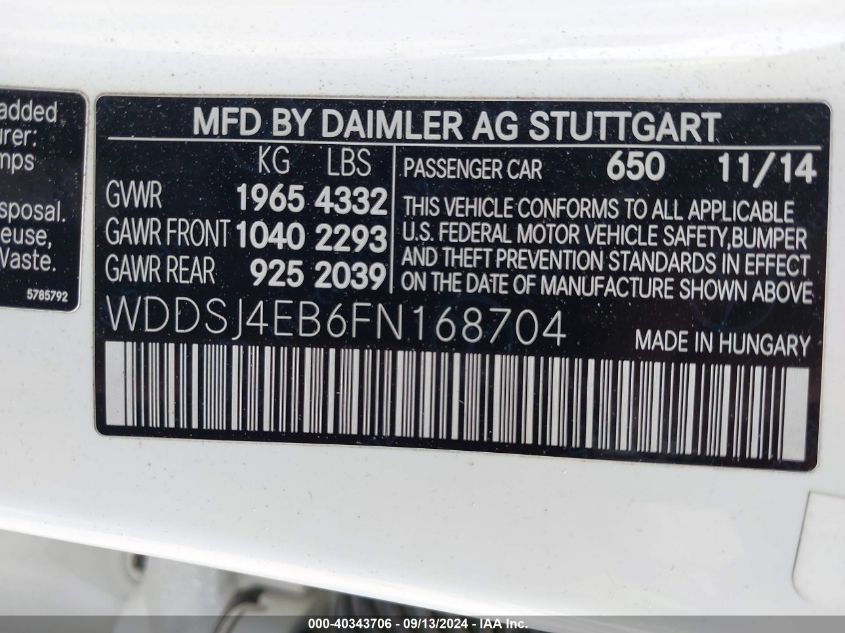 added
urer:
mps
sposal.
euse,
Waste.
5785792
MFD BY DAIMLER AG STUTTGART
KG LBS
GVWR 1965 4332
GAWR FRONT 1040 2293
GAWR REAR 925 2039
PASSENGER CAR 650 11/14
THIS VEHICLE CONFORMS TO ALL APPLICABLE
U.S. FEDERAL MOTOR VEHICLE SAFETY,BUMPER
AND THEFT PREVENTION STANDARDS IN EFFECT
ON THE DATE OF MANUFACTURE SHOWN ABOVE.
WDDSJ4EB6FN168704
MADE IN HUNGARY
000-40343706 - 09/13/2024 - IAA, Inc.